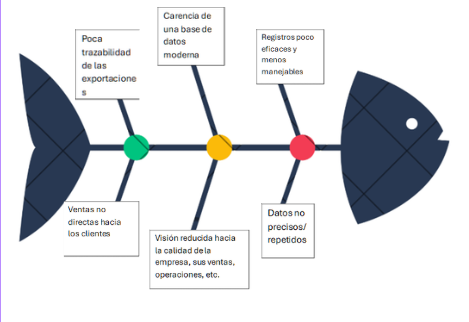 Poca
trazabilidad
de las
exportacione
s
Carencia de
una base de
datos
moderna
Registros poco
eficaces y
menos
manejables
Ventas no
directas hacia
los clientes
Visión reducida hacia
la calidad de la
empresa, sus ventas,
operaciones, etc.
Datos no
precisos/
repetidos